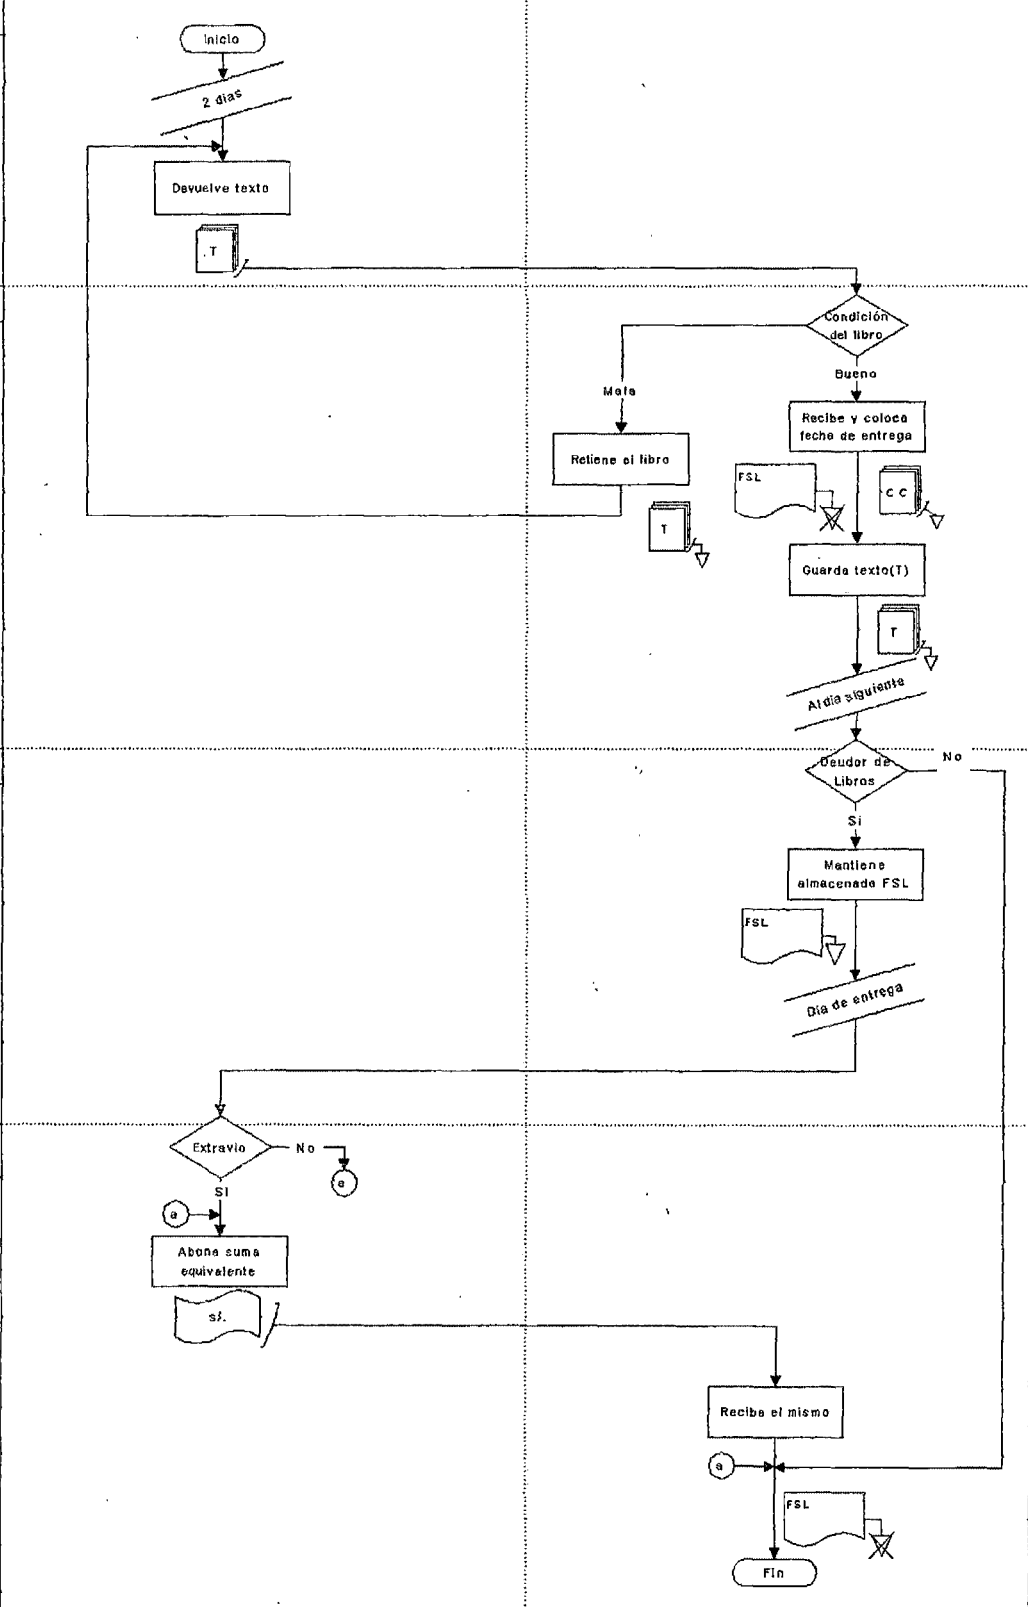 Inicio
2 dias
Devuelve texto
T
Condición
del libro
Bueno
Mala
Recibe y coloca
fecha de entrega
Retiene el libro
FSL
C C
T
Guarda texto(T)
T
Al dia siguiente
Deudor de
Libros
No
Si
Mantiene
almacenado FSL
FSL
Dia de entrega
Extravio
No
e
SI
a
Abona suma
equivalente
s/.
Recibe el mismo
a
FSL
Fin